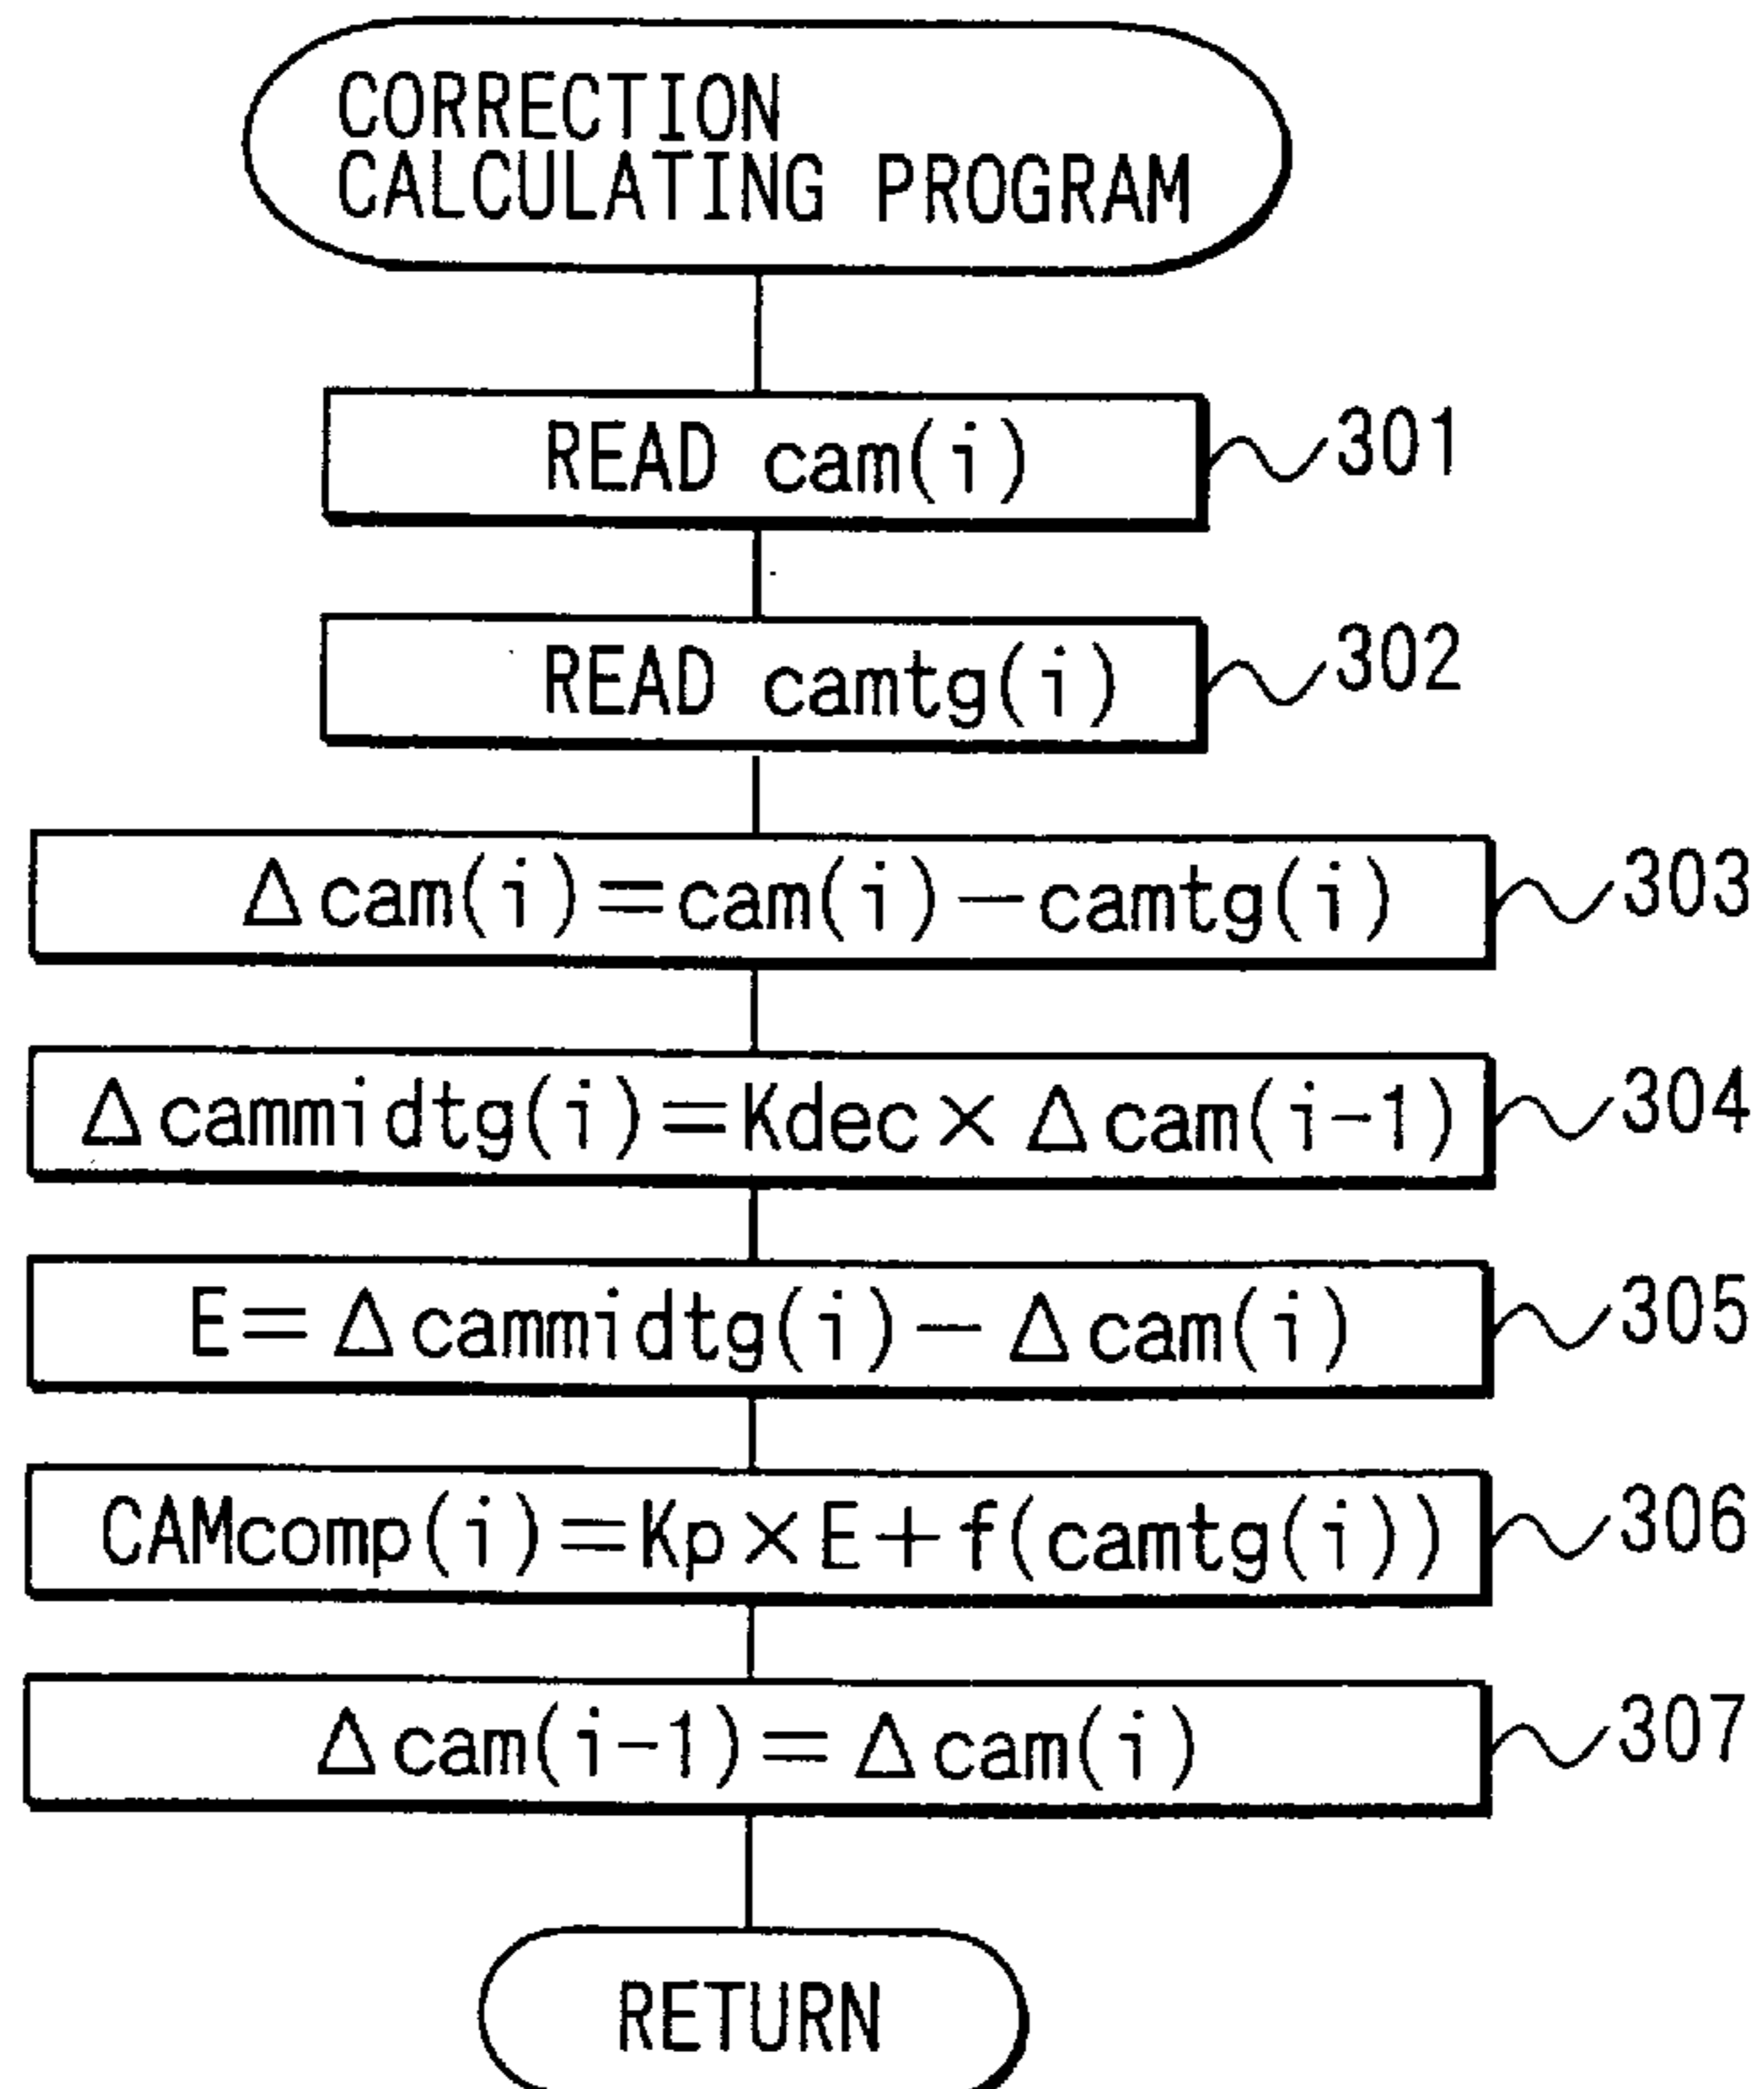 CORRECTION
CALCULATING PROGRAM
READ cam(i)
301
READ camtg(i)
302
Δcam(i)=cam(i)−camtg(i)
303
Δcammidtg(i)=Kdec×Δcam(i-1)
304
E=Δcammidtg(i)−Δcam(i)
305
CAMcomp(i)=Kp×E+f(camtg(i))
306
Δcam(i-1)=Δcam(i)
307
RETURN